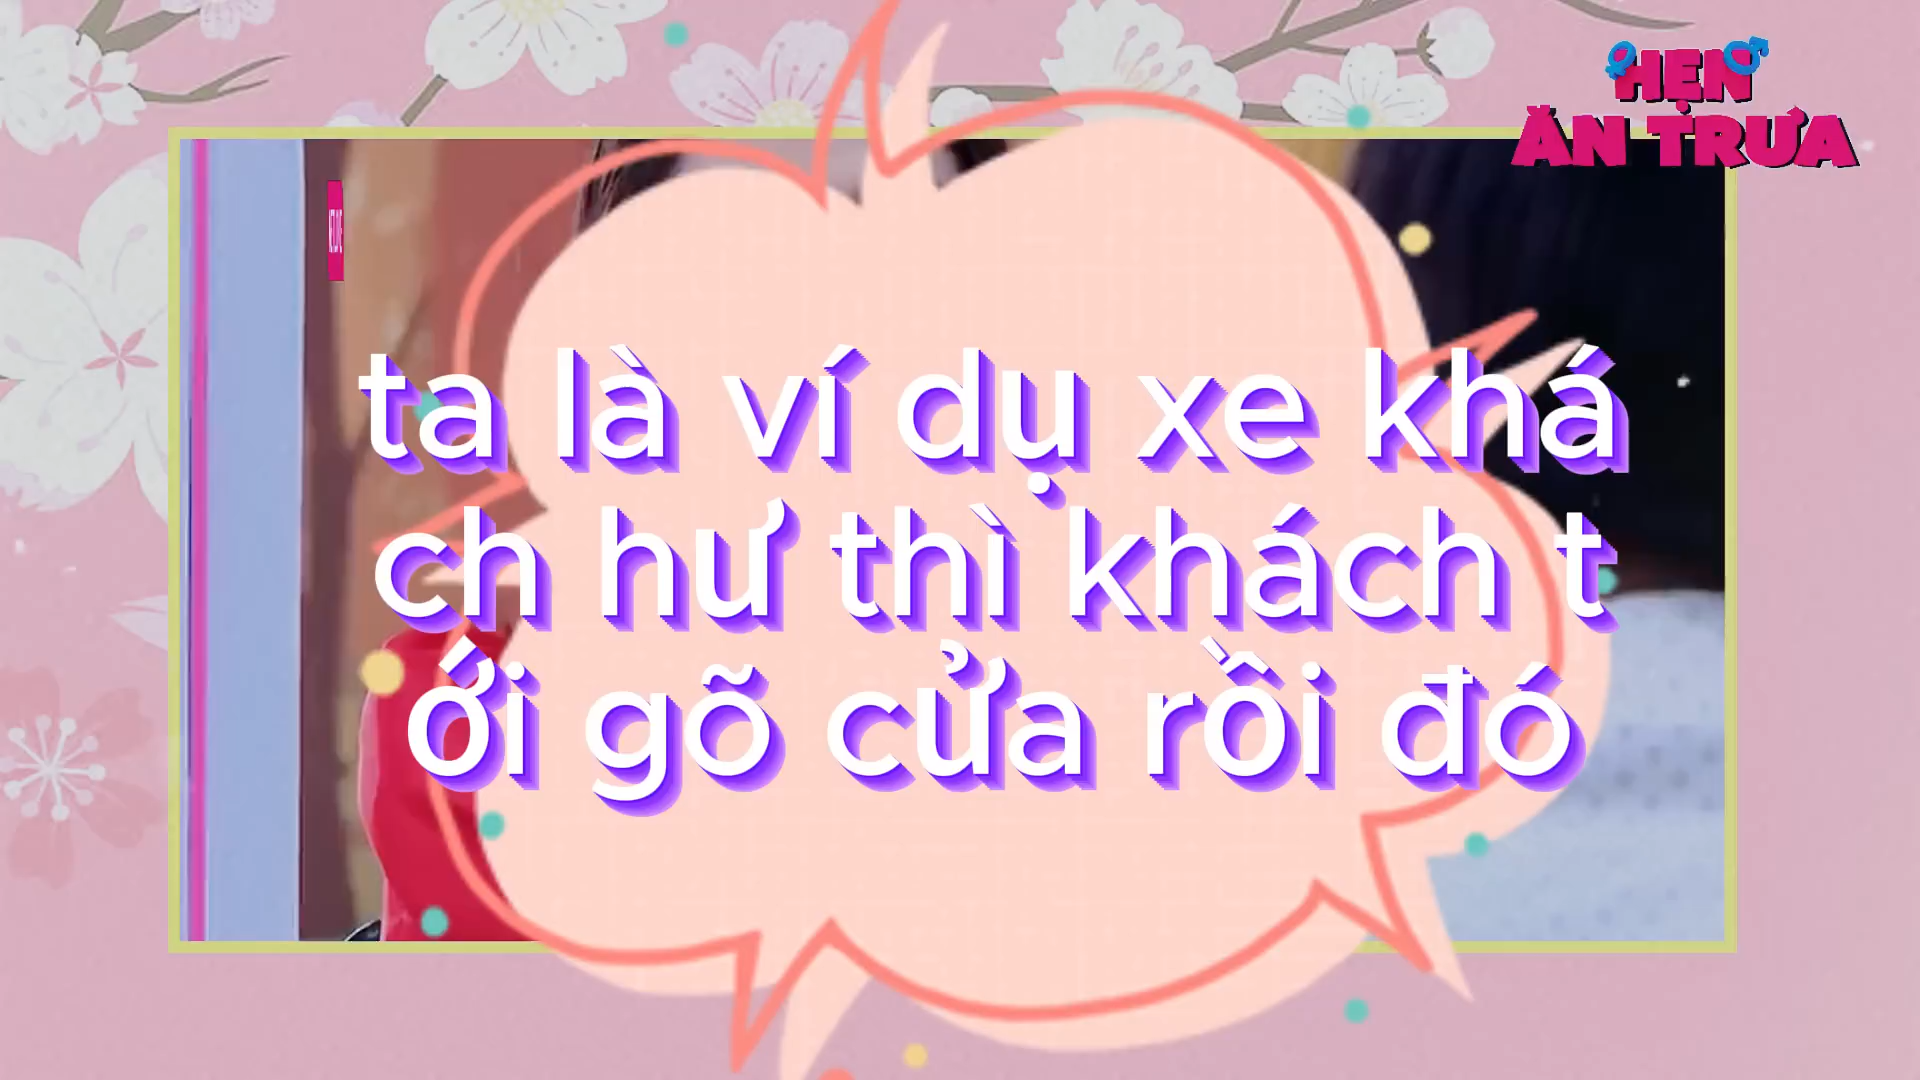 HẸN
ĂN TRƯA
ta là ví dụ xe khá
ch hư thì khách t
ới gõ cửa rồi đó